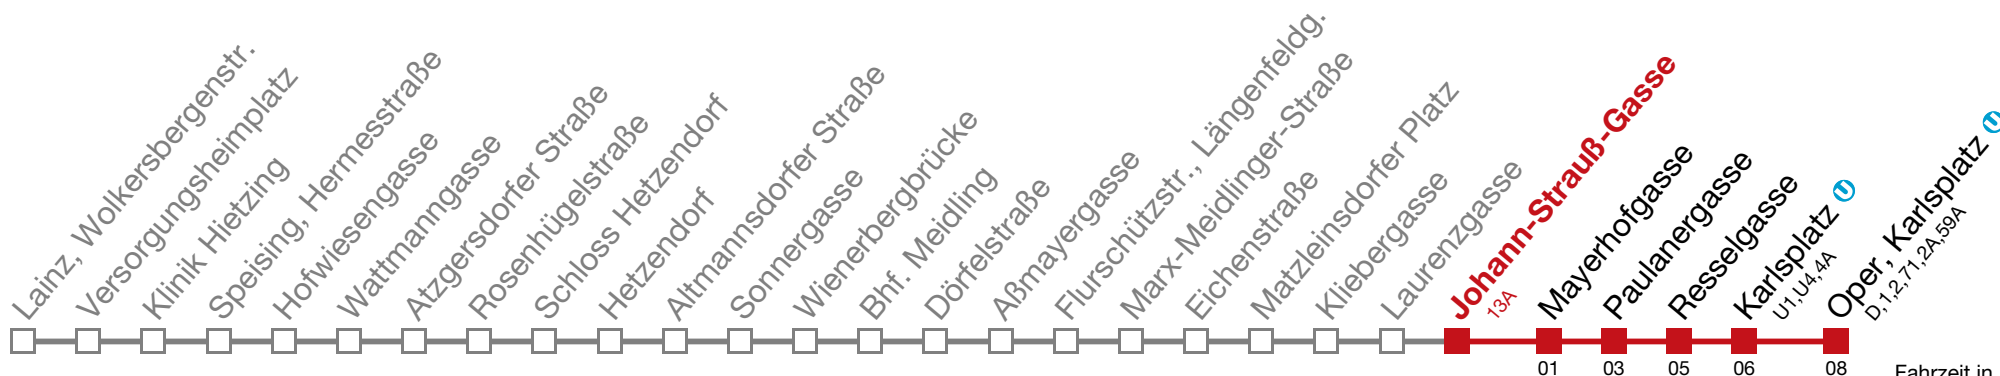 Lainz, Wolkersbergenstr.
Versorgungsheimplatz
Klinik Hietzing
Speising, Hermesstraße
Hofwiesengasse
Wattmanngasse
Atzgersdorfer Straße
Rosenhügelstraße
Schloss Hetzendorf
Hetzendorf
Altmannsdorfer Straße
Sonnergasse
Wienerbergbrücke
Bhf. Meidling
Dörfelstraße
Aßmayergasse
Flurschützstr., Längenfeldg.
Marx-Meidlinger-Straße
Eichenstraße
Matzleinsdorfer Platz
Kliebergasse
Laurenzgasse
Johann-Strauß-Gasse
13A
Mayerhofgasse
Paulanergasse
Resselgasse
Karlsplatz U
U1,U4,4A
Oper, Karlsplatz U
D,1,2,71,2A,59A
01 03 05 06 08
Fahrzeit in